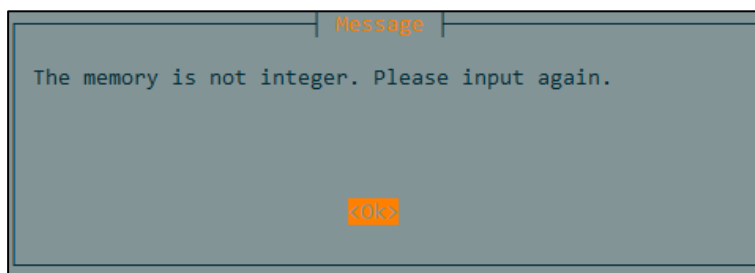 Message
The memory is not integer. Please input again.
<Ok>